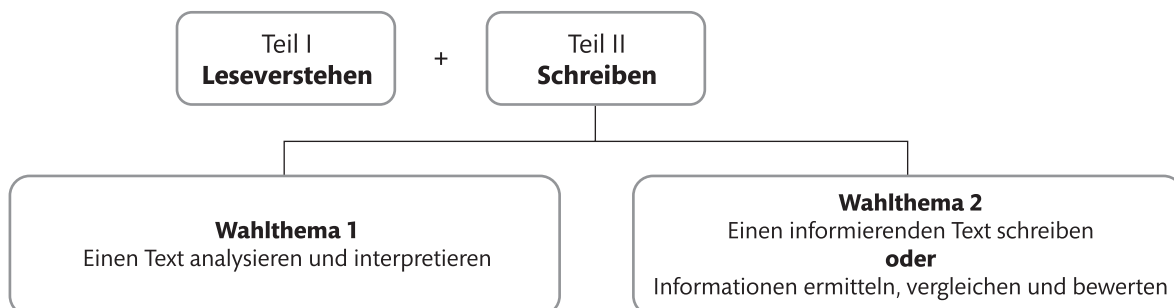 Teil I
Leseverstehen
+
Teil II
Schreiben
Wahlthema 1
Einen Text analysieren und interpretieren
Wahlthema 2
Einen informierenden Text schreiben
oder
Informationen ermitteln, vergleichen und bewerten